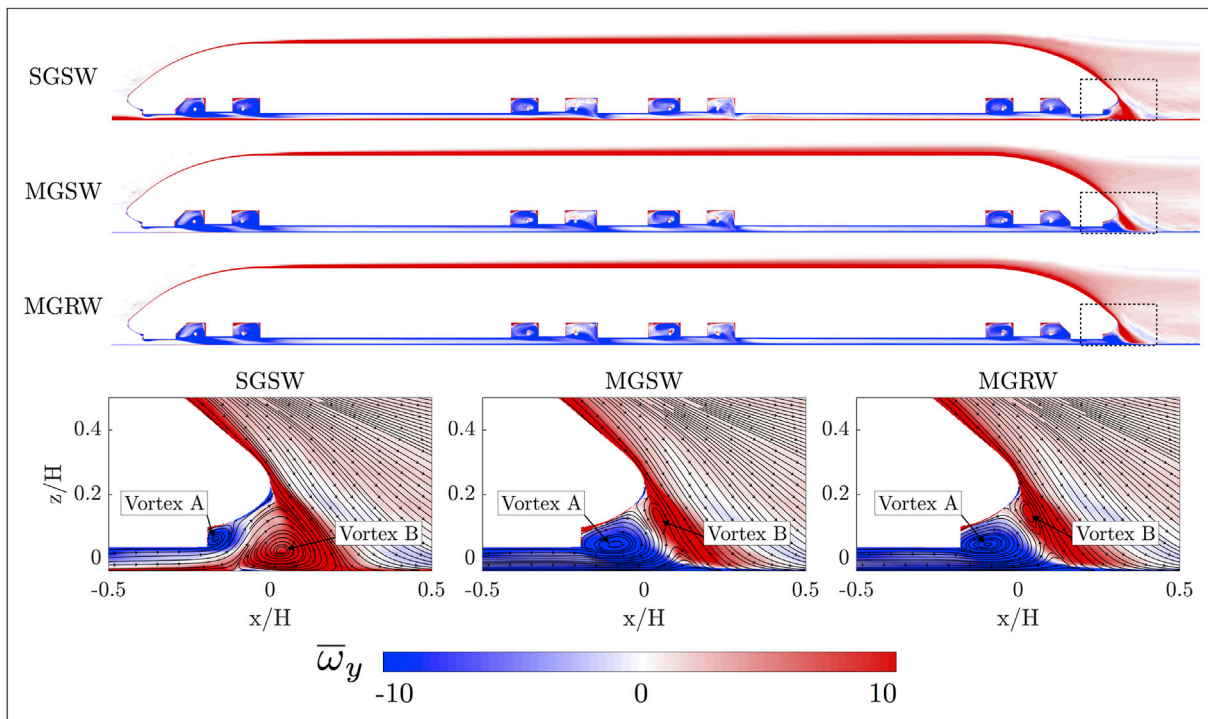 SGSW
MGSW
MGRW
SGSW MGSW MGRW
0.4 0.4 0.4
z/H
0.2 0.2 0.2
Vortex A Vortex A Vortex A
Vortex B Vortex B Vortex B
0 0 0
-0.5 0 0.5 -0.5 0 0.5 -0.5 0 0.5
x/H x/H x/H
ω̅y
-10 0 10